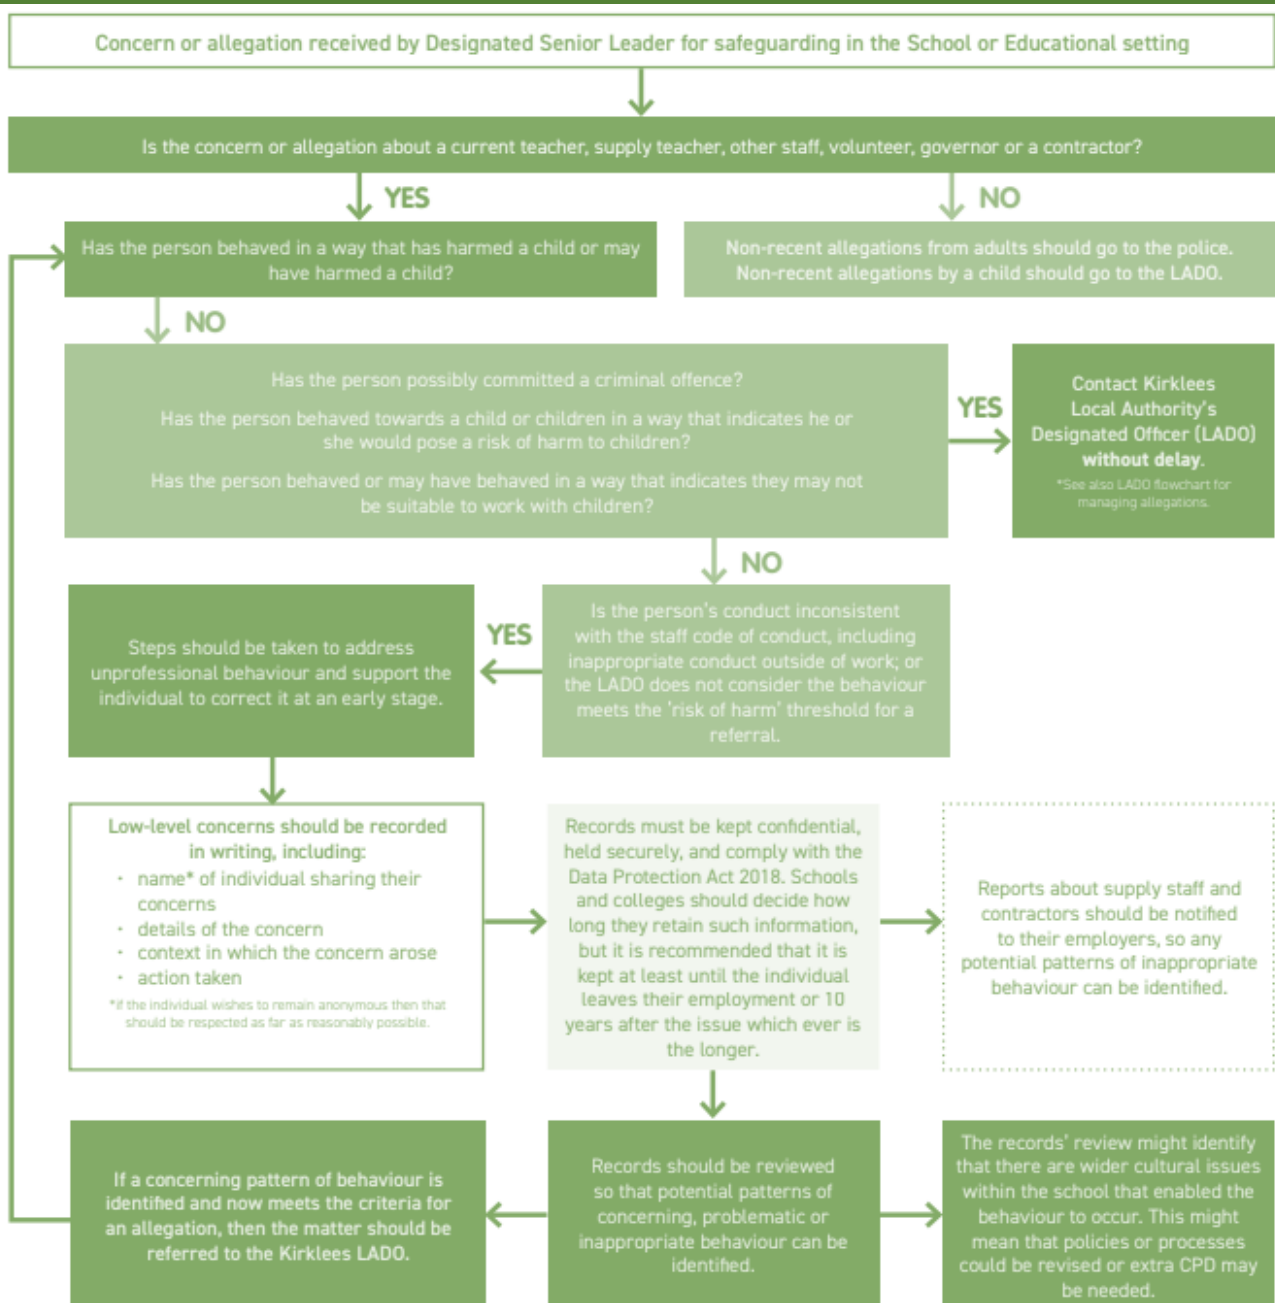 Concern or allegation received by Designated Senior Leader for safeguarding in the School or Educational setting
Is the concern or allegation about a current teacher, supply teacher, other staff, volunteer, governor or a contractor?
YES
NO
Has the person behaved in a way that has harmed a child or may
have harmed a child?
Non-recent allegations from adults should go to the police.
Non-recent allegations by a child should go to the LADO.
NO
Has the person possibly committed a criminal offence?
Has the person behaved towards a child or children in a way that indicates he or
she would pose a risk of harm to children?
Has the person behaved or may have behaved in a way that indicates they may not
be suitable to work with children?
YES
Contact Kirklees
Local Authority's
Designated Officer (LADO)
without delay.
*See also LADO flowchart for
managing allegations.
NO
Is the person's conduct inconsistent
with the staff code of conduct, including
inappropriate conduct outside of work; or
the LADO does not consider the behaviour
meets the 'risk of harm' threshold for a
referral.
YES
Steps should be taken to address
unprofessional behaviour and support the
individual to correct it at an early stage.
Low-level concerns should be recorded
in writing, including:
· name* of individual sharing their
concerns
· details of the concern
· context in which the concern arose
· action taken
*if the individual wishes to remain anonymous then that
should be respected as far as reasonably possible.
Records must be kept confidential,
held securely, and comply with the
Data Protection Act 2018. Schools
and colleges should decide how
long they retain such information,
but it is recommended that it is
kept at least until the individual
leaves their employment or 10
years after the issue which ever is
the longer.
Reports about supply staff and
contractors should be notified
to their employers, so any
potential patterns of inappropriate
behaviour can be identified.
If a concerning pattern of behaviour is
identified and now meets the criteria for
an allegation, then the matter should be
referred to the Kirklees LADO.
Records should be reviewed
so that potential patterns of
concerning, problematic or
inappropriate behaviour can be
identified.
The records' review might identify
that there are wider cultural issues
within the school that enabled the
behaviour to occur. This might
mean that policies or processes
could be revised or extra CPD may
be needed.